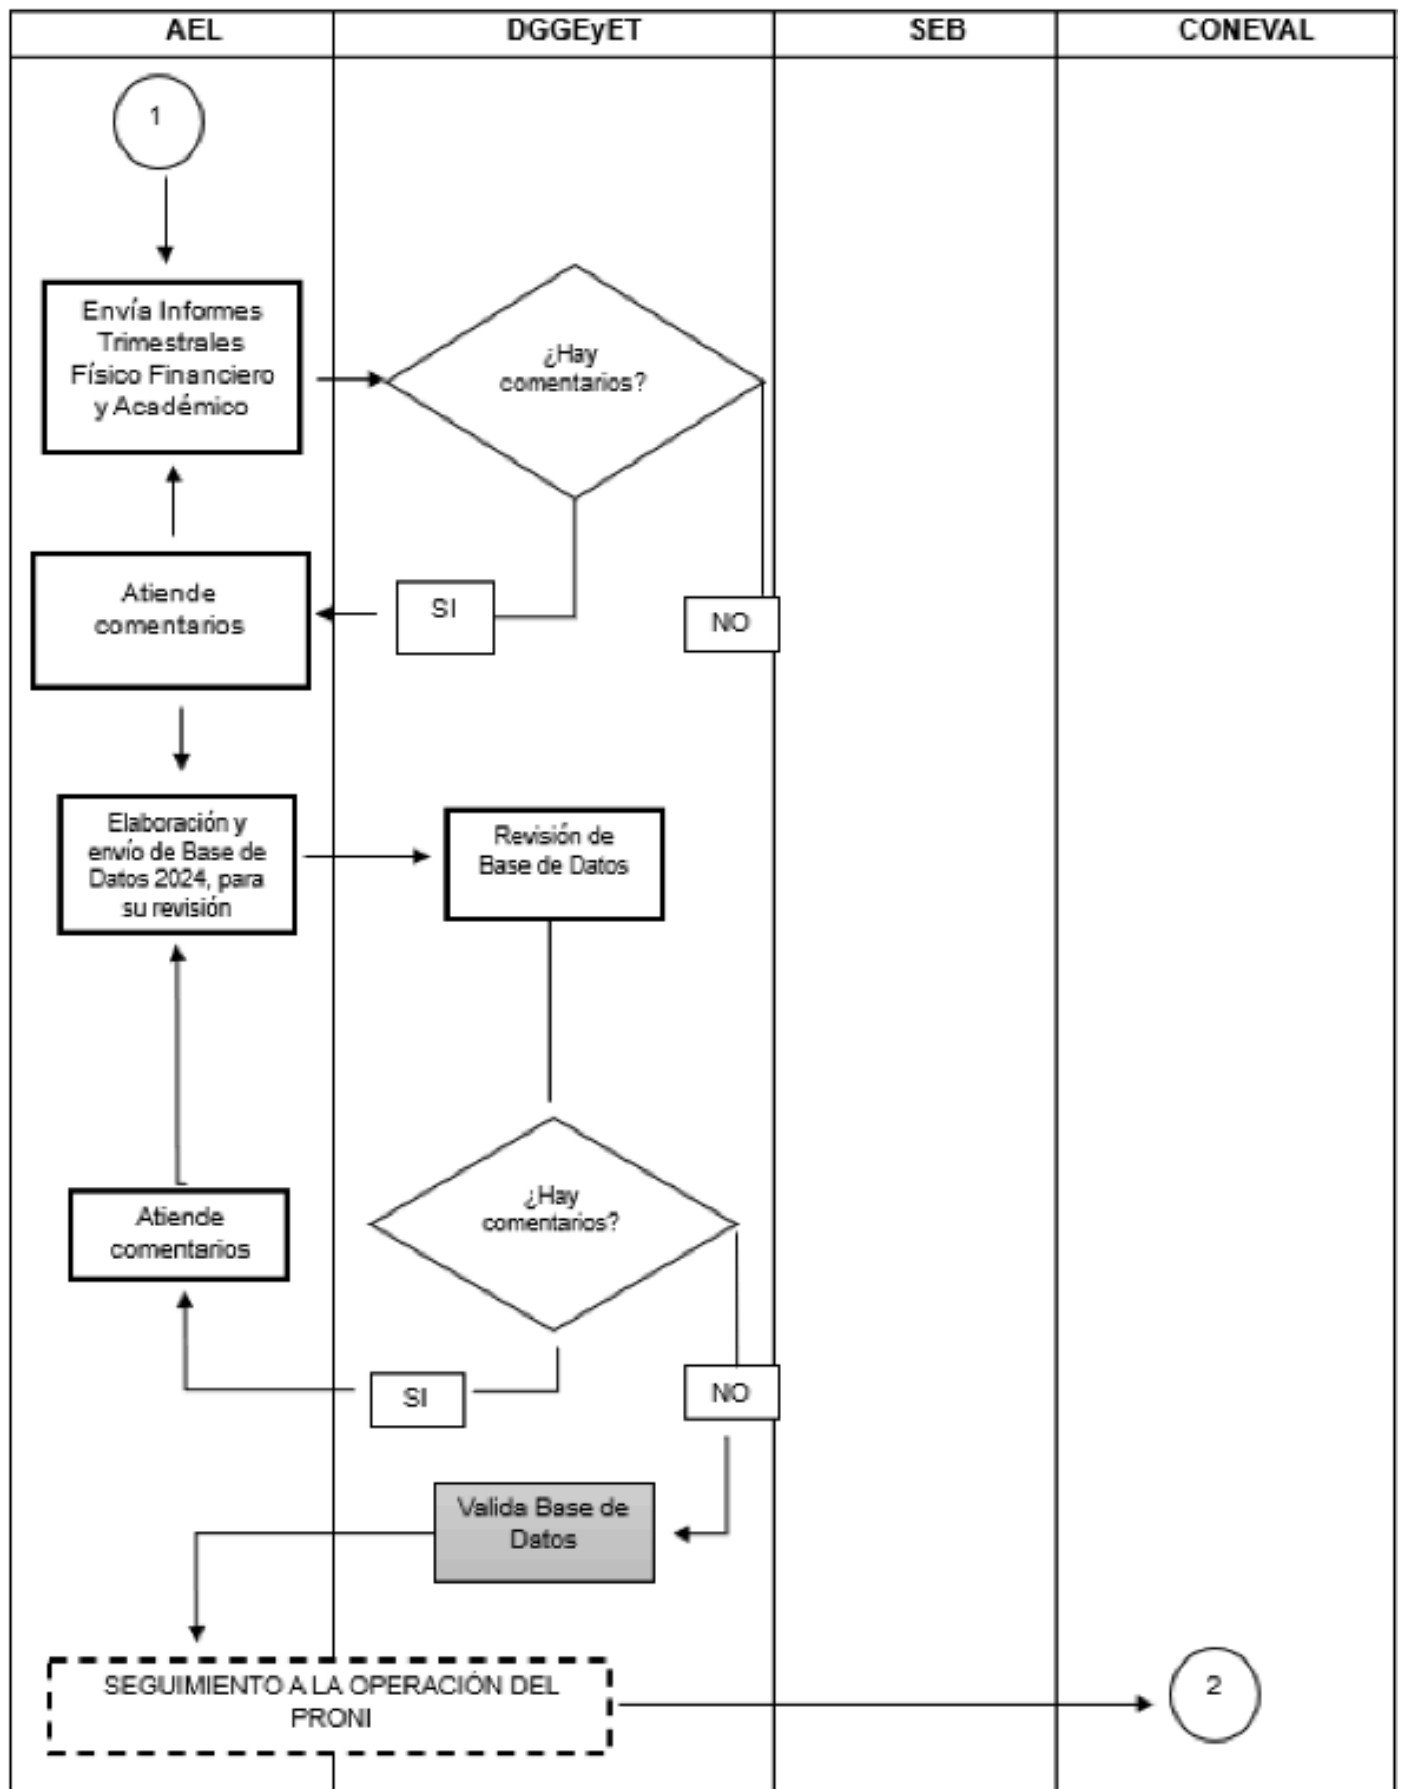 AEL
DGGEyET
SEB
CONEVAL
1
Envía Informes
Trimestrales
Físico Financiero
y Académico
¿Hay
comentarios?
Atiende
comentarios
SI
NO
Elaboración y
envío de Base de
Datos 2024, para
su revisión
Revisión de
Base de Datos
¿Hay
comentarios?
Atiende
comentarios
SI
NO
Valida Base de
Datos
SEGUIMIENTO A LA OPERACIÓN DEL
PRONI
2